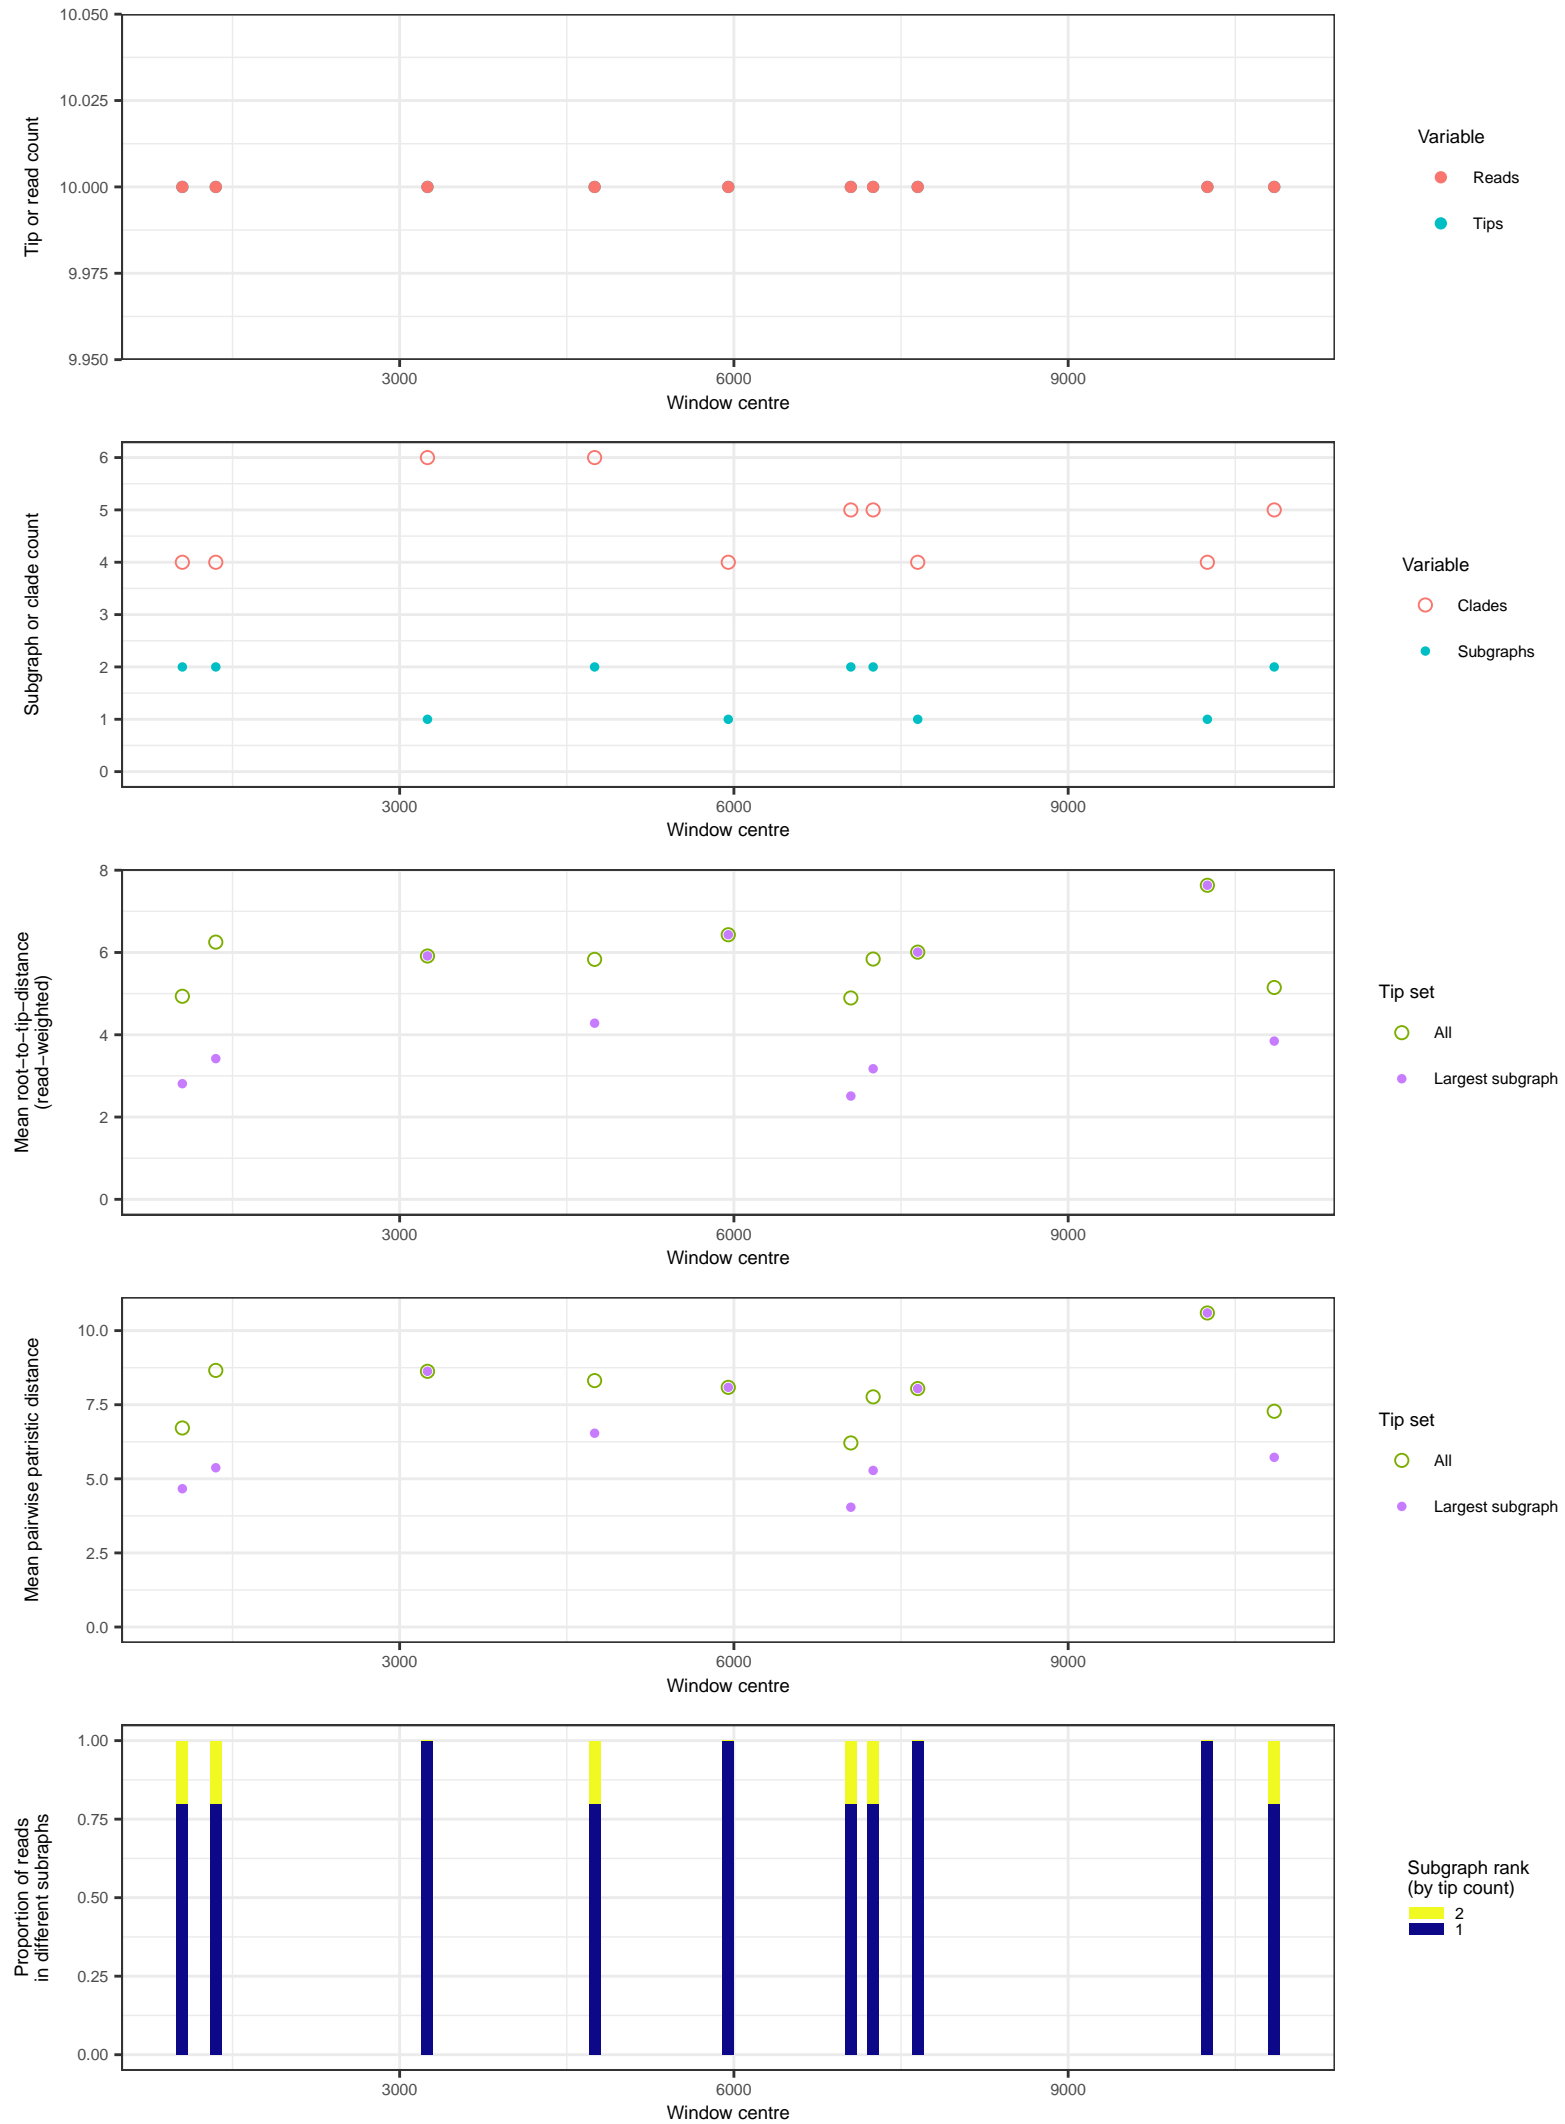 10.050
10.025
10.000
9.975
9.950
Tip or read count
3000
6000
9000
Window centre
Variable
Reads
Tips
6
5
4
3
2
1
0
Subgraph or clade count
3000
6000
9000
Window centre
Variable
Clades
Subgraphs
8
6
4
2
0
Mean root−to−tip−distance
(read−weighted)
3000
6000
9000
Window centre
Tip set
All
Largest subgraph
10.0
7.5
5.0
2.5
0.0
Mean pairwise patristic distance
3000
6000
9000
Window centre
Tip set
All
Largest subgraph
1.00
0.75
0.50
0.25
0.00
Proportion of reads
in different subraphs
3000
6000
9000
Window centre
Subgraph rank
(by tip count)
2
1